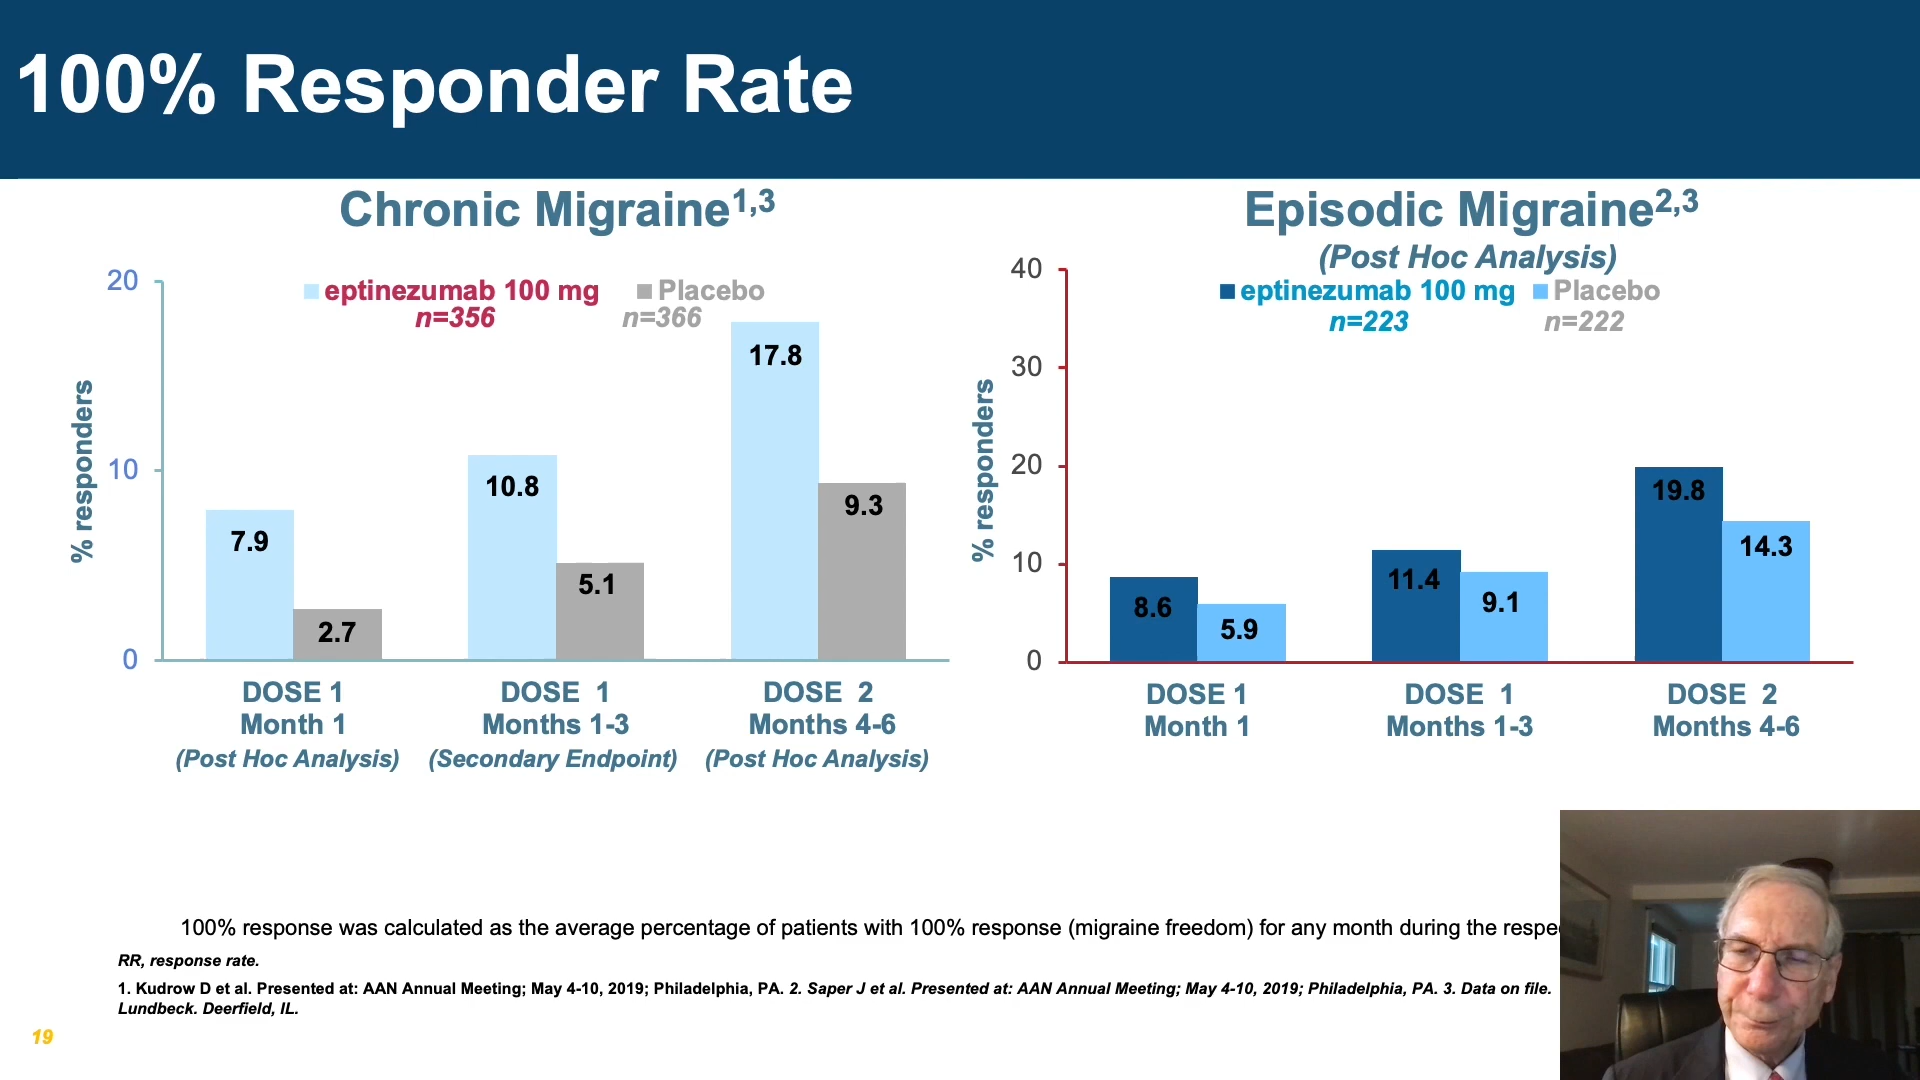 100% Responder Rate
Chronic Migraine1,3
20
10
0
% responders
eptinezumab 100 mg
n=356
Placebo
n=366
7.9
2.7
10.8
5.1
17.8
9.3
DOSE 1
Month 1
(Post Hoc Analysis)
DOSE 1
Months 1-3
(Secondary Endpoint)
DOSE 2
Months 4-6
(Post Hoc Analysis)
Episodic Migraine2,3
(Post Hoc Analysis)
40
30
20
10
0
% responders
eptinezumab 100 mg
n=223
Placebo
n=222
8.6
5.9
11.4
9.1
19.8
14.3
DOSE 1
Month 1
DOSE 1
Months 1-3
DOSE 2
Months 4-6
100% response was calculated as the average percentage of patients with 100% response (migraine freedom) for any month during the
RR, response rate.
1. Kudrow D et al. Presented at: AAN Annual Meeting; May 4-10, 2019; Philadelphia, PA. 2. Saper J et al. Presented at: AAN Annual Meeting; May 4-10, 2019; Philadelphia, PA. 3. Data on file.
Lundbeck. Deerfield, IL.
19